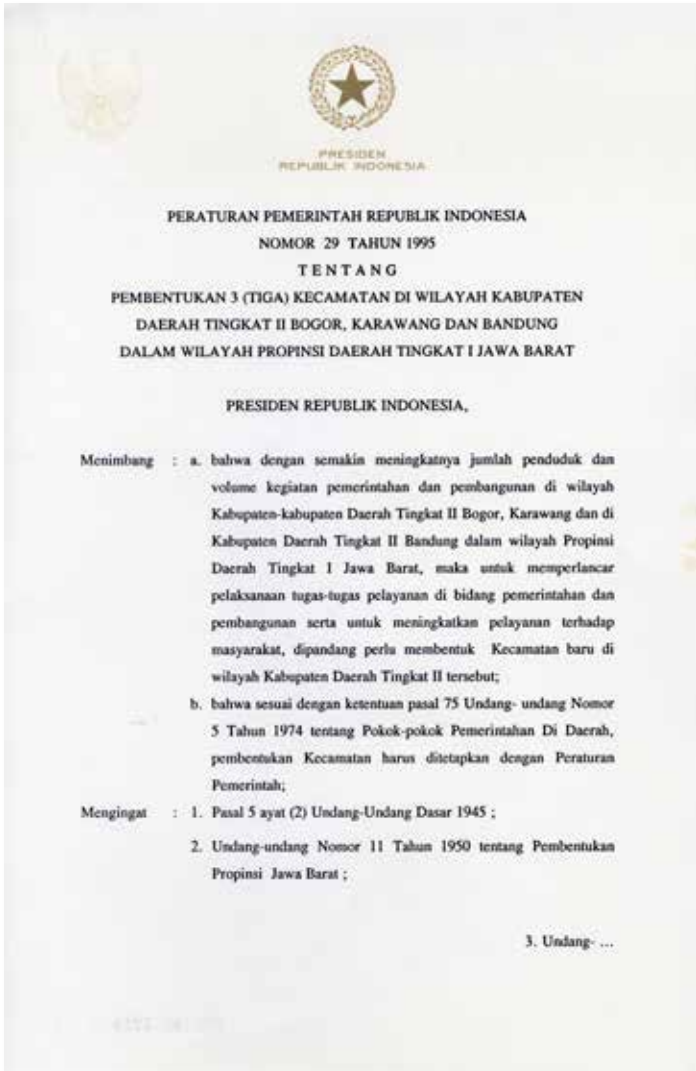 PRESIDEN
REPUBLIK INDONESIA
PERATURAN PEMERINTAH REPUBLIK INDONESIA
NOMOR 29 TAHUN 1995
T E N T A N G
PEMBENTUKAN 3 (TIGA) KECAMATAN DI WILAYAH KABUPATEN
DAERAH TINGKAT II BOGOR, KARAWANG DAN BANDUNG
DALAM WILAYAH PROPINSI DAERAH TINGKAT I JAWA BARAT
PRESIDEN REPUBLIK INDONESIA,
Menimbang : a. bahwa dengan semakin meningkatnya jumlah penduduk dan
volume kegiatan pemerintahan dan pembangunan di wilayah
Kabupaten-kabupaten Daerah Tingkat II Bogor, Karawang dan di
Kabupaten Daerah Tingkat II Bandung dalam wilayah Propinsi
Daerah Tingkat I Jawa Barat, maka untuk memperlancar
pelaksanaan tugas-tugas pelayanan di bidang pemerintahan dan
pembangunan serta untuk meningkatkan pelayanan terhadap
masyarakat, dipandang perlu membentuk Kecamatan baru di
wilayah Kabupaten Daerah Tingkat II tersebut;
b. bahwa sesuai dengan ketentuan pasal 75 Undang- undang Nomor
5 Tahun 1974 tentang Pokok-pokok Pemerintahan Di Daerah,
pembentukan Kecamatan harus ditetapkan dengan Peraturan
Pemerintah;
Mengingat : 1. Pasal 5 ayat (2) Undang-Undang Dasar 1945 ;
2. Undang-undang Nomor 11 Tahun 1950 tentang Pembentukan
Propinsi Jawa Barat ;
3. Undang- ...